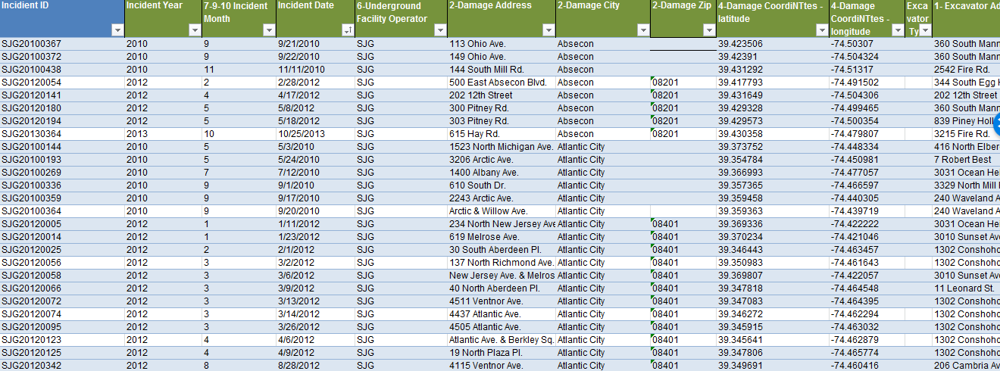 Incident ID Incident Year 7-9-10 Incident Month Incident Date 6-Underground Facility Operator 2-Damage Address 2-Damage City 2-Damage Zip 4-Damage CoordiNTtes - latitude 4-Damage CoordiNTtes - longitude Exca vator Ty 1- Excavator Ad
SJG20100367 2010 9 9/21/2010 SJG 113 Ohio Ave. Absecon 39.423506 -74.50307 360 South Mann
SJG20100372 2010 9 9/22/2010 SJG 149 Ohio Ave. Absecon 39.42391 -74.504324 360 South Mann
SJG20100438 2010 11 11/11/2010 SJG 144 South Mill Rd. Absecon 39.431292 -74.51317 2542 Fire Rd.
SJG20120054 2012 2 2/28/2012 SJG 500 East Absecon Blvd. Absecon 08201 39.417793 -74.491502 344 South Egg H
SJG20120141 2012 4 4/17/2012 SJG 202 12th Street Absecon 08201 39.431649 -74.504306 202 12th Street
SJG20120180 2012 5 5/8/2012 SJG 300 Pitney Rd. Absecon 08201 39.429328 -74.499465 360 South Mann
SJG20120194 2012 5 5/18/2012 SJG 303 Pitney Rd. Absecon 08201 39.429573 -74.500354 839 Piney Holl
SJG20130364 2013 10 10/25/2013 SJG 615 Hay Rd. Absecon 08201 39.430358 -74.479807 3215 Fire Rd.
SJG20100144 2010 5 5/3/2010 SJG 1523 North Michigan Ave. Atlantic City 39.373752 -74.448334 416 North Elber
SJG20100193 2010 5 5/24/2010 SJG 3206 Arctic Ave. Atlantic City 39.354784 -74.450981 7 Robert Best
SJG20100269 2010 7 7/12/2010 SJG 1400 Albany Ave. Atlantic City 39.366993 -74.477057 3031 Ocean He
SJG20100336 2010 9 9/1/2010 SJG 610 South Dr. Atlantic City 39.357365 -74.466597 3329 North Mill
SJG20100359 2010 9 9/17/2010 SJG 2243 Arctic Ave. Atlantic City 39.359458 -74.440305 240 Waveland A
SJG20100364 2010 9 9/20/2010 SJG Arctic & Willow Ave. Atlantic City 39.359363 -74.439719 240 Waveland A
SJG20120005 2012 1 1/11/2012 SJG 234 North New Jersey Ave Atlantic City 08401 39.369336 -74.422222 3031 Ocean He
SJG20120014 2012 1 1/23/2012 SJG 619 Melrose Ave. Atlantic City 08401 39.370234 -74.421046 3010 Sunset Av
SJG20120025 2012 2 2/1/2012 SJG 30 South Aberdeen Pl. Atlantic City 08401 39.346443 -74.463457 1302 Conshoho
SJG20120056 2012 3 3/2/2012 SJG 137 North Richmond Ave. Atlantic City 08401 39.350983 -74.461643 1302 Conshoho
SJG20120058 2012 3 3/6/2012 SJG New Jersey Ave. & Melros Atlantic City 08401 39.369807 -74.422057 3010 Sunset Av
SJG20120066 2012 3 3/9/2012 SJG 40 North Aberdeen Pl. Atlantic City 08401 39.347818 -74.464548 11 Leonard St.
SJG20120072 2012 3 3/13/2012 SJG 4511 Ventnor Ave. Atlantic City 08401 39.347083 -74.464395 1302 Conshoho
SJG20120074 2012 3 3/14/2012 SJG 4437 Atlantic Ave. Atlantic City 08401 39.346272 -74.462294 1302 Conshoho
SJG20120095 2012 3 3/26/2012 SJG 4505 Atlantic Ave. Atlantic City 08401 39.345915 -74.463032 1302 Conshoho
SJG20120123 2012 4 4/6/2012 SJG Atlantic Ave. & Berkley Sq. Atlantic City 08401 39.345641 -74.462879 1302 Conshoho
SJG20120125 2012 4 4/9/2012 SJG 19 North Plaza Pl. Atlantic City 08401 39.347806 -74.465774 1302 Conshoho
SJG20120342 2012 8 8/28/2012 SJG 4115 Ventnor Ave. Atlantic City 08401 39.349691 -74.460416 206 Cambria Av